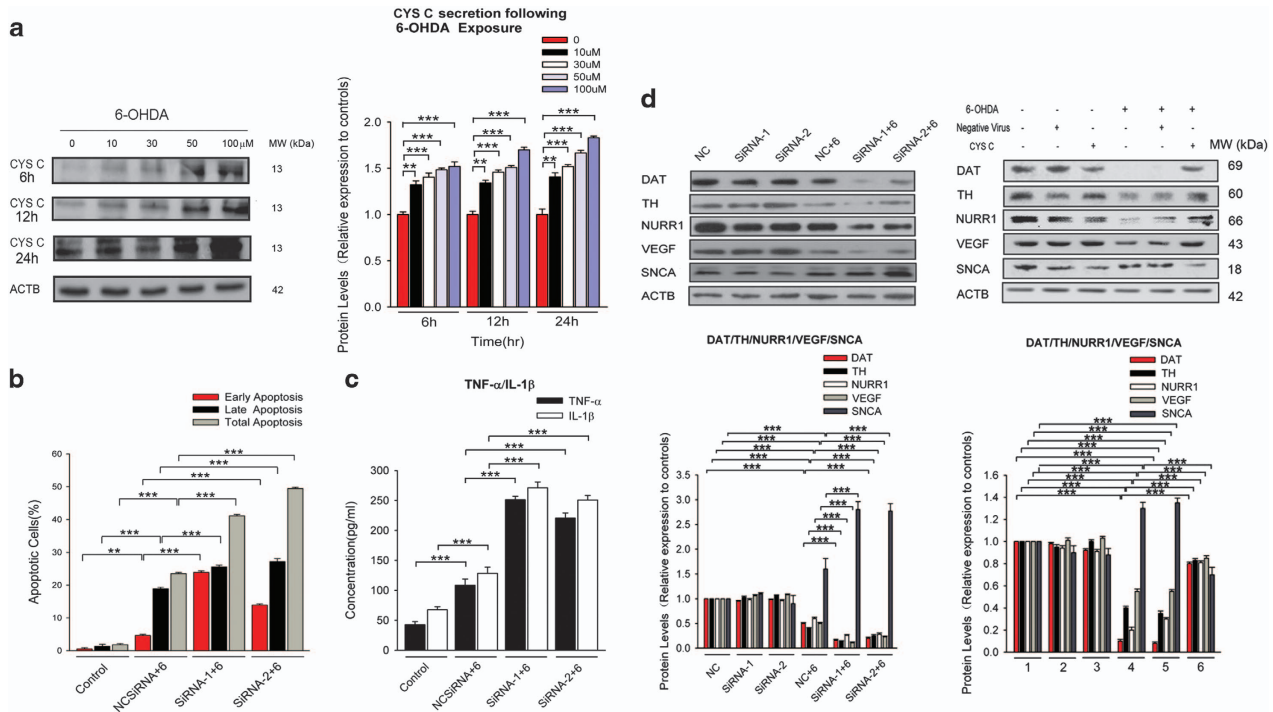 a
CYS C secretion following
6-OHDA Exposure
0
10uM
30uM
50uM
100uM
6-OHDA
0 10 30 50 100μM MW (kDa)
CYS C
6h
13
CYS C
12h
13
CYS C
24h
13
ACTB
42
Protein Levels (Relative expression to controls)
2.0
1.5
1.0
0.5
0.0
*** *** ***
*** *** ***
*** *** ***
** ** **
6h 12h 24h
Time(hr)
b
Early Apoptosis
Late Apoptosis
Total Apoptosis
Apoptotic Cells(%)
60
50
40
30
20
10
0
***
***
***
*** ***
*** ***
** ***
Control NCSiRNA+6 SiRNA-1+6 SiRNA-2+6
c
TNF-α/IL-1β
TNF-α
IL-1β
Concentration(pg/ml)
300
250
200
150
100
50
0
***
***
***
***
***
***
Control NCSiRNA+6 SiRNA-1+6 SiRNA-2+6
d
NC SiRNA-1 SiRNA-2 NC+6 SiRNA-1+6 SiRNA-2+6
DAT
TH
NURR1
VEGF
SNCA
ACTB
6-OHDA - - - + + +
Negative Virus - + - - + -
CYS C - - + - - +
MW (kDa)
DAT 69
TH 60
NURR1 66
VEGF 43
SNCA 18
ACTB 42
DAT/TH/NURR1/VEGF/SNCA
DAT
TH
NURR1
VEGF
SNCA
Protein Levels (Relative expression to controls)
3.5
3.0
2.5
2.0
1.5
1.0
0.5
0.0
*** ***
*** ***
*** ***
*** ***
*** ***
***
***
***
***
***
NC SiRNA-1 SiRNA-2 NC+6 SiRNA-1+6 SiRNA-2+6
DAT/TH/NURR1/VEGF/SNCA
DAT
TH
NURR1
VEGF
SNCA
Protein Levels (Relative expression to controls)
1.6
1.4
1.2
1.0
0.8
0.6
0.4
0.2
0.0
***
***
***
***
***
*** ***
*** ***
*** ***
*** ***
*** ***
1 2 3 4 5 6